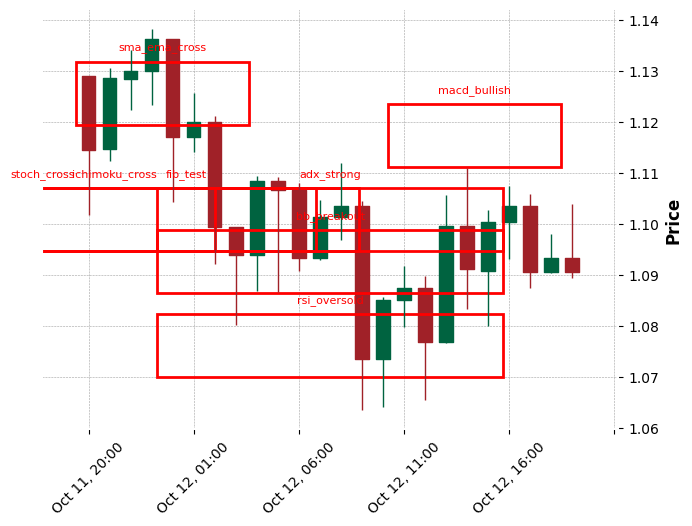 1.14
sma_ema_cross
1.13
macd_bullish
1.12
stoch_cross
ichimoku_cross
fib_test
adx_strong
1.11
1.10
Price
1.09
rsi_oversold
1.08
1.07
1.06
Oct 11, 20:00
Oct 12, 01:00
Oct 12, 06:00
Oct 12, 11:00
Oct 12, 16:00